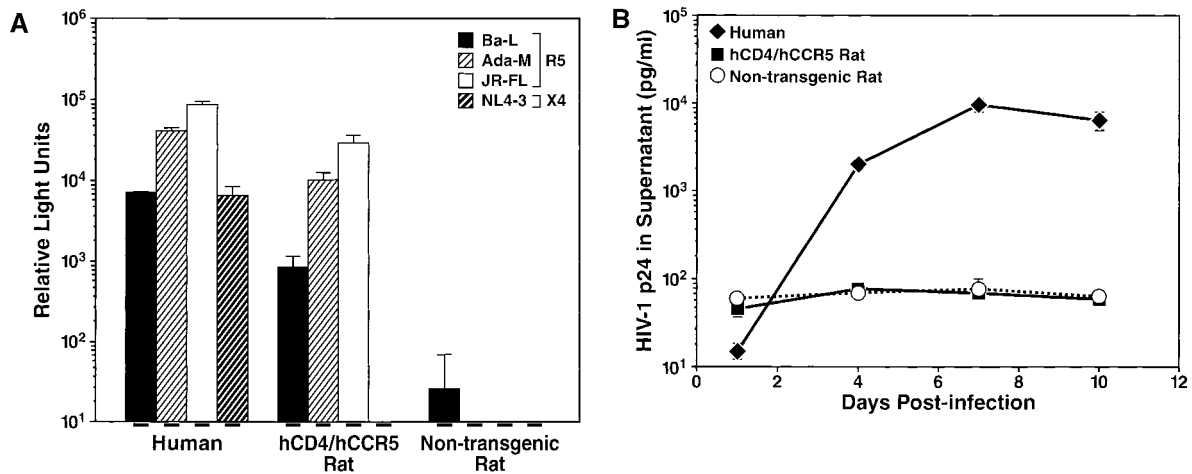 A
10⁶
10⁵
10⁴
10³
10²
10¹
Relative Light Units
Ba-L
Ada-M
JR-FL
R5
NL4-3
X4
Human
hCD4/hCCR5
Rat
Non-transgenic
Rat
B
10⁵
10⁴
10³
10²
10¹
HIV-1 p24 in Supernatant (pg/ml)
Human
hCD4/hCCR5 Rat
Non-transgenic Rat
0 2 4 6 8 10 12
Days Post-infection